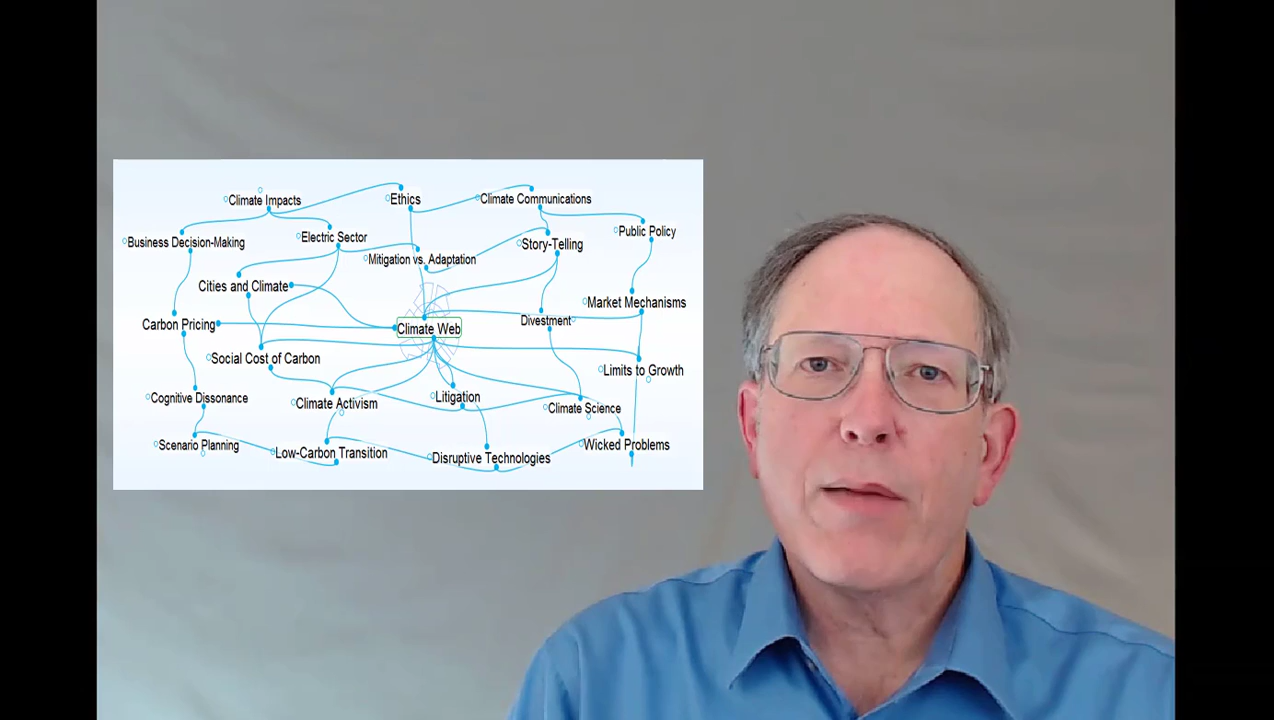 Climate Impacts
Ethics
Climate Communications
Business Decision-Making
Electric Sector
Mitigation vs. Adaptation
Story-Telling
Public Policy
Cities and Climate
Market Mechanisms
Carbon Pricing
Climate Web
Divestment
Social Cost of Carbon
Limits to Growth
Cognitive Dissonance
Climate Activism
Litigation
Climate Science
Scenario Planning
Low-Carbon Transition
Disruptive Technologies
Wicked Problems